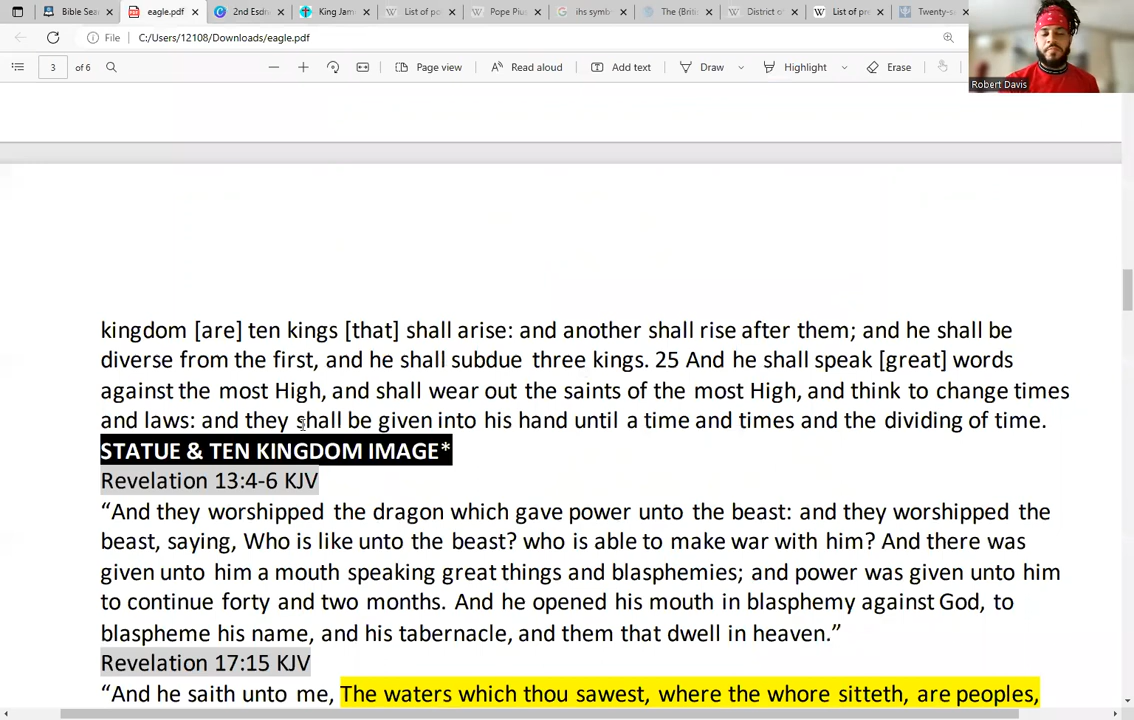 Bible Sea
eagle.pdf
2nd Esdr
King Jam
List of po
Pope Piu
ihs symb
The (Briti
District o
List of pre
Twenty-s
File
C:/Users/12108/Downloads/eagle.pdf
3 of 6
Page view
Read aloud
Add text
Draw
Highlight
Erase
Robert Davis
kingdom [are] ten kings [that] shall arise: and another shall rise after them; and he shall be
diverse from the first, and he shall subdue three kings. 25 And he shall speak [great] words
against the most High, and shall wear out the saints of the most High, and think to change times
and laws: and they shall be given into his hand until a time and times and the dividing of time.
STATUE & TEN KINGDOM IMAGE*
Revelation 13:4-6 KJV
“And they worshipped the dragon which gave power unto the beast: and they worshipped the
beast, saying, Who is like unto the beast? who is able to make war with him? And there was
given unto him a mouth speaking great things and blasphemies; and power was given unto him
to continue forty and two months. And he opened his mouth in blasphemy against God, to
blaspheme his name, and his tabernacle, and them that dwell in heaven.”
Revelation 17:15 KJV
“And he saith unto me, The waters which thou sawest, where the whore sitteth, are peoples,